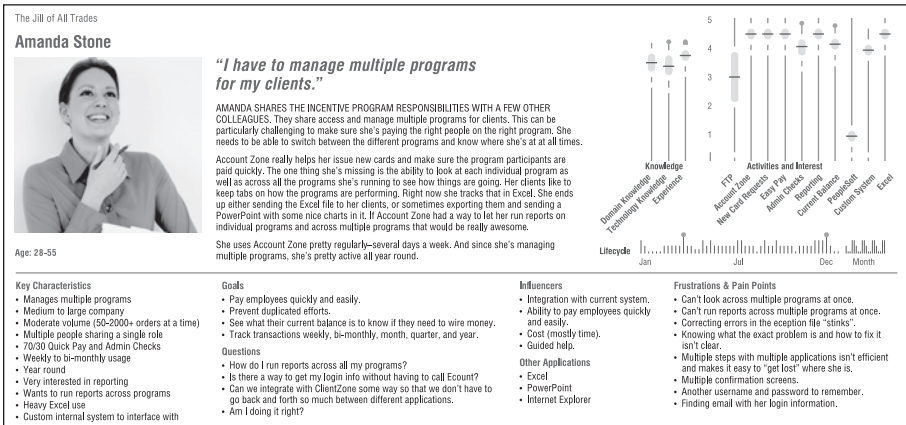 The Jill of All Trades
Amanda Stone
“I have to manage multiple programs
for my clients.”
AMANDA SHARES THE INCENTIVE PROGRAM RESPONSIBILITIES WITH A FEW OTHER
COLLEAGUES. They share access and manage multiple programs for clients. This can be
particularly challenging to make sure she's paying the right people on the right program. She
needs to be able to switch between the different programs and know where she's at at all times.
Account Zone really helps her issue new cards and make sure the program participants are
paid quickly. The one thing she's missing is the ability to look at each individual program as
well as across all the programs she's running to see how things are going. Her clients like to
keep tabs on how the programs are performing. Right now she tracks that in Excel. She ends
up either sending the Excel file to her clients, or sometimes exporting them and sending a
PowerPoint with some nice charts in it. If Account Zone had a way to let her run reports on
individual programs and across multiple programs that would be really awesome.
She uses Account Zone pretty regularly–several days a week. And since she's managing
multiple programs, she's pretty active all year round.
Age: 28-55
5
4
3
2
1
Knowledge
Activities and Interest
Domain Knowledge
Technology Knowledge
Experience
FTP
Account Zone
New Card Requests
Easy Pay
Admin Checks
Reporting
Current Balance
PeopleSoft
Custom System
Excel
Lifecycle
Jan
Jul
Dec
Month
Key Characteristics
• Manages multiple programs
• Medium to large company
• Moderate volume (50-2000+ orders at a time)
• Multiple people sharing a single role
• 70/30 Quick Pay and Admin Checks
• Weekly to bi-monthly usage
• Year round
• Very interested in reporting
• Wants to run reports across programs
• Heavy Excel use
• Custom internal system to interface with
Goals
• Pay employees quickly and easily.
• Prevent duplicated efforts.
• See what their current balance is to know if they need to wire money.
• Track transactions weekly, bi-monthly, month, quarter, and year.
Questions
• How do I run reports across all my programs?
• Is there a way to get my login info without having to call Ecount?
• Can we integrate with ClientZone some way so that we don't have to
go back and forth so much between different applications.
• Am I doing it right?
Influencers
• Integration with current system.
• Ability to pay employees quickly
and easily.
• Cost (mostly time).
• Guided help.
Other Applications
• Excel
• PowerPoint
• Internet Explorer
Frustrations & Pain Points
• Can't look across multiple programs at once.
• Can't run reports across multiple programs at once.
• Correcting errors in the eception file “stinks”.
• Knowing what the exact problem is and how to fix it
isn't clear.
• Multiple steps with multiple applications isn't efficient
and makes it easy to “get lost” where she is.
• Multiple confirmation screens.
• Another username and password to remember.
• Finding email with her login information.